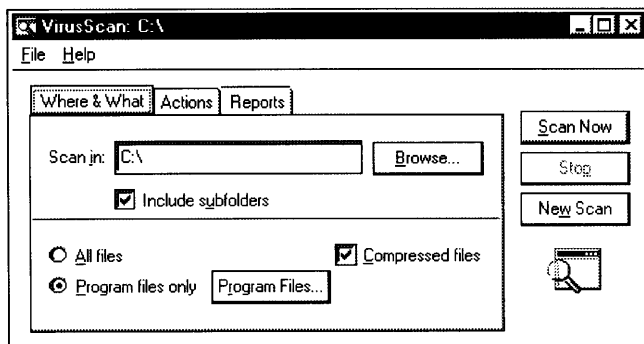 VirusScan: C:\
File Help
Where & What Actions Reports
Scan in: C:\ Browse...
Include subfolders
All files Compressed files
Program files only Program Files...
Scan Now
Stop
New Scan